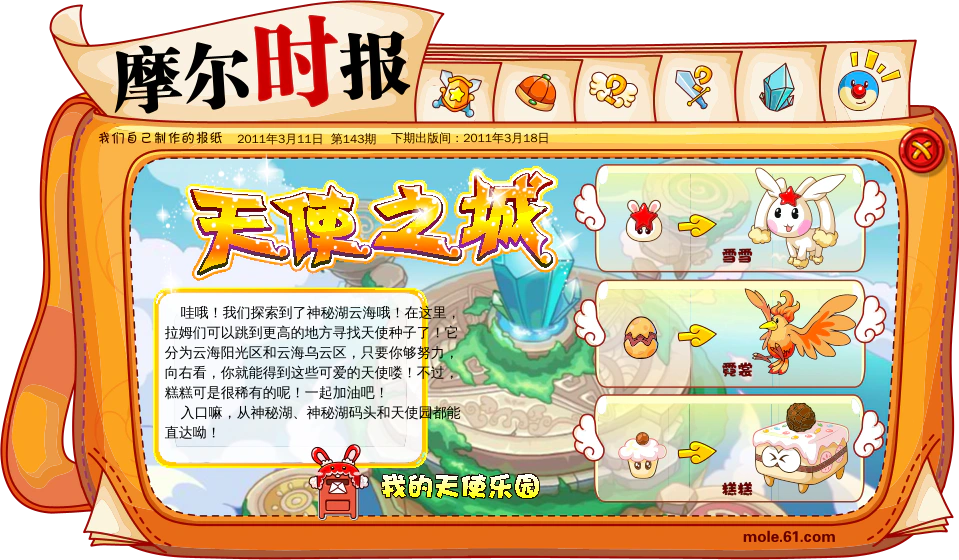 摩尔时报
我们自己制作的报纸 2011年3月11日 第143期 下期出版间：2011年3月18日
天使之城
哇哦！我们探索到了神秘湖云海哦！在这里，
拉姆们可以跳到更高的地方寻找天使种子了！它
分为云海阳光区和云海乌云区，只要你够努力，
向右看，你就能得到这些可爱的天使喽！不过，
糕糕可是很稀有的呢！一起加油吧！
入口嘛，从神秘湖、神秘湖码头和天使园都能
直达呦！
我的天使乐园
雪雪
霓裳
糕糕
mole.61.com